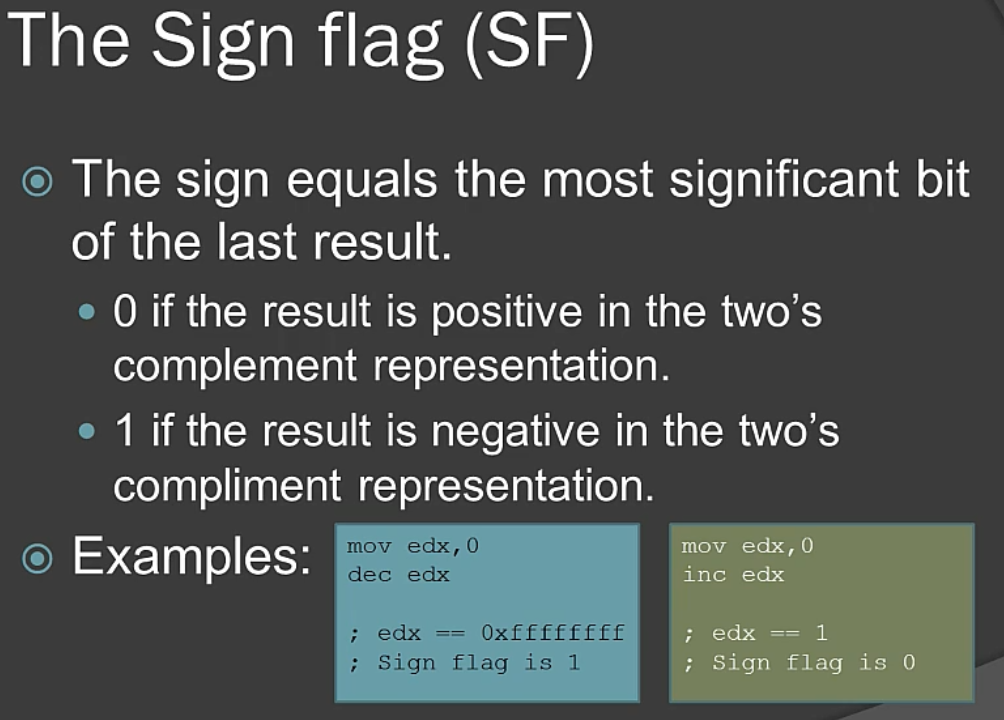 The Sign flag (SF)
The sign equals the most significant bit
of the last result.
0 if the result is positive in the two’s
complement representation.
1 if the result is negative in the two’s
compliment representation.
Examples:
mov edx,0
dec edx
; edx == 0xffffffff
; Sign flag is 1
mov edx,0
inc edx
; edx == 1
; Sign flag is 0